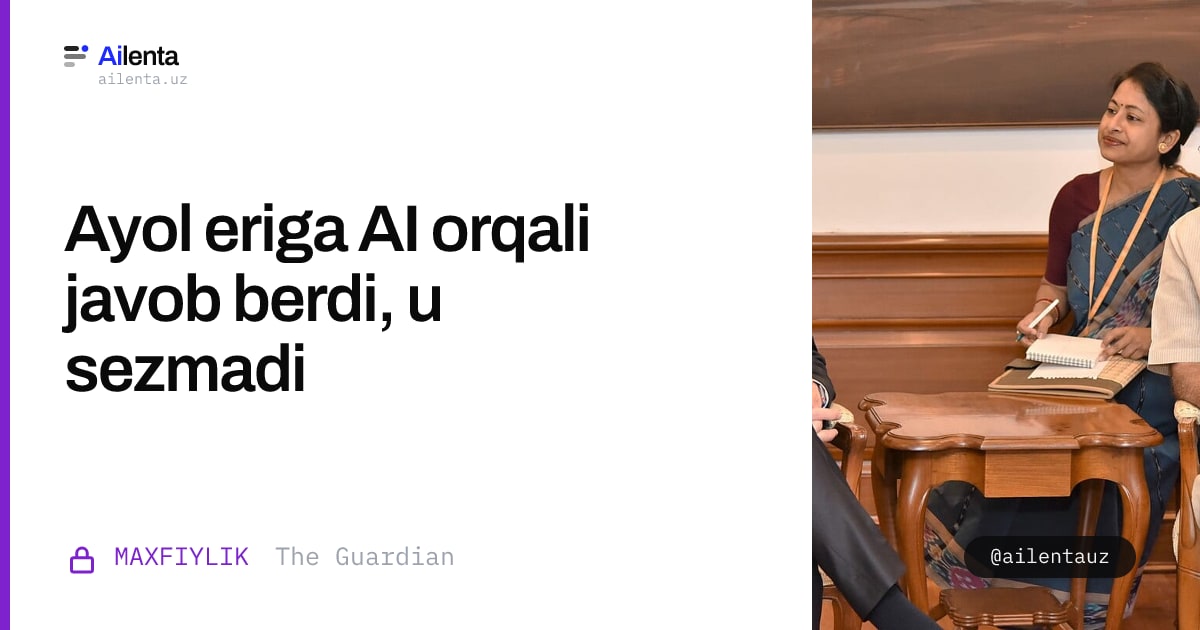 Ailenta
ailenta.uz
Ayol eriga AI orqali
javob berdi, u
sezmadi
MAXFIYLIK The Guardian
@ailentauz